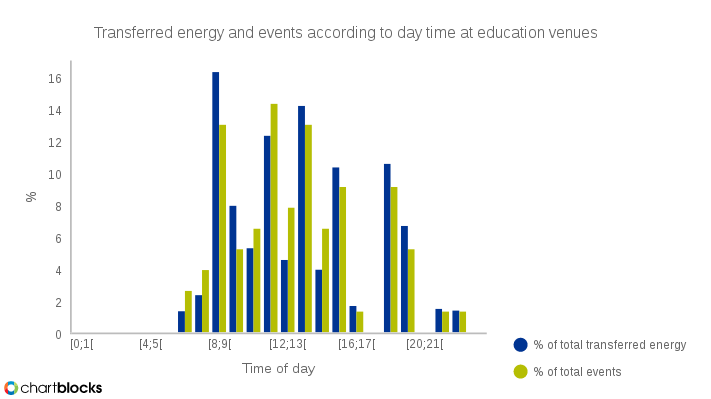 Transferred energy and events according to day time at education venues
16
14
12
10
8
6
4
2
0
%
[0;1[ [4;5[ [8;9[ [12;13[ [16;17[ [20;21[
Time of day
% of total transferred energy
% of total events
chartblocks